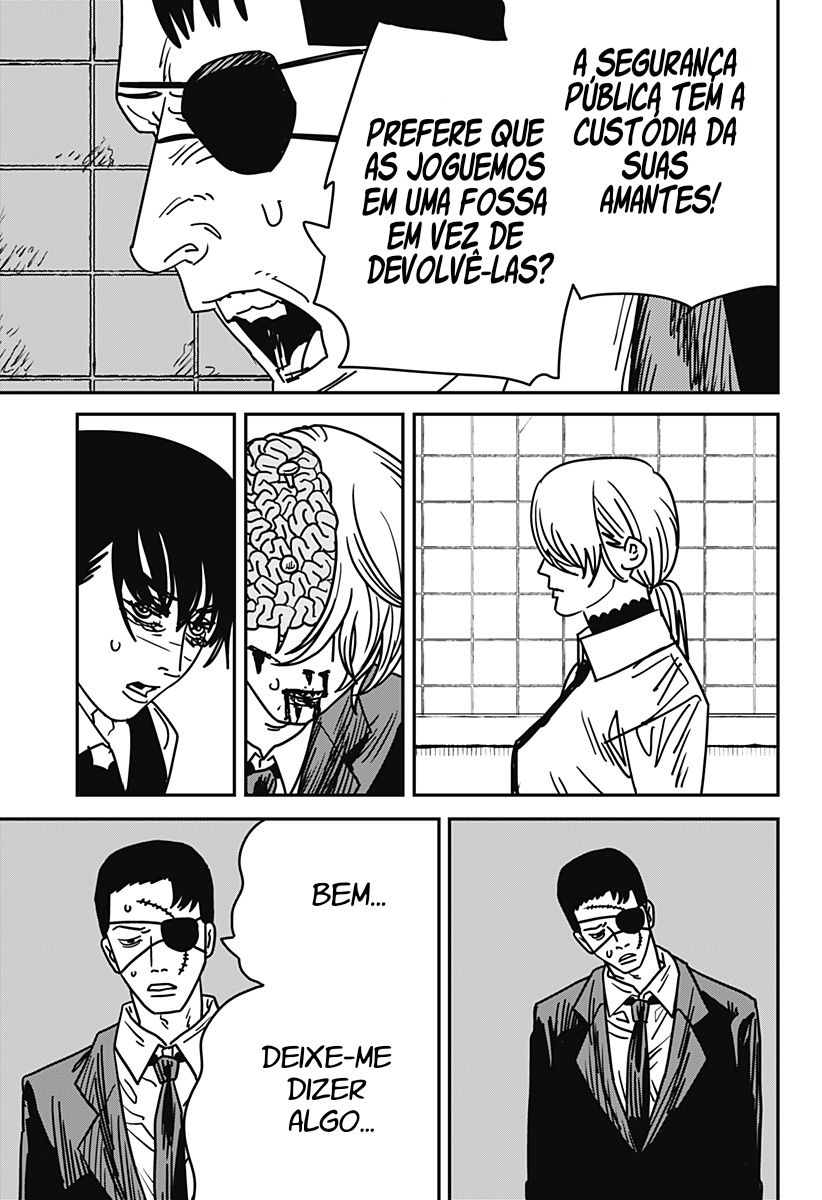 A SEGURANÇA
PÚBLICA TEM A
CUSTÓDIA DA
SUAS
AMANTES!
PREFERE QUE
AS JOGUEMOS
EM UMA FOSSA
EM VEZ DE
DEVOLVÊ-LAS?
BEM...
DEIXE-ME
DIZER
ALGO...